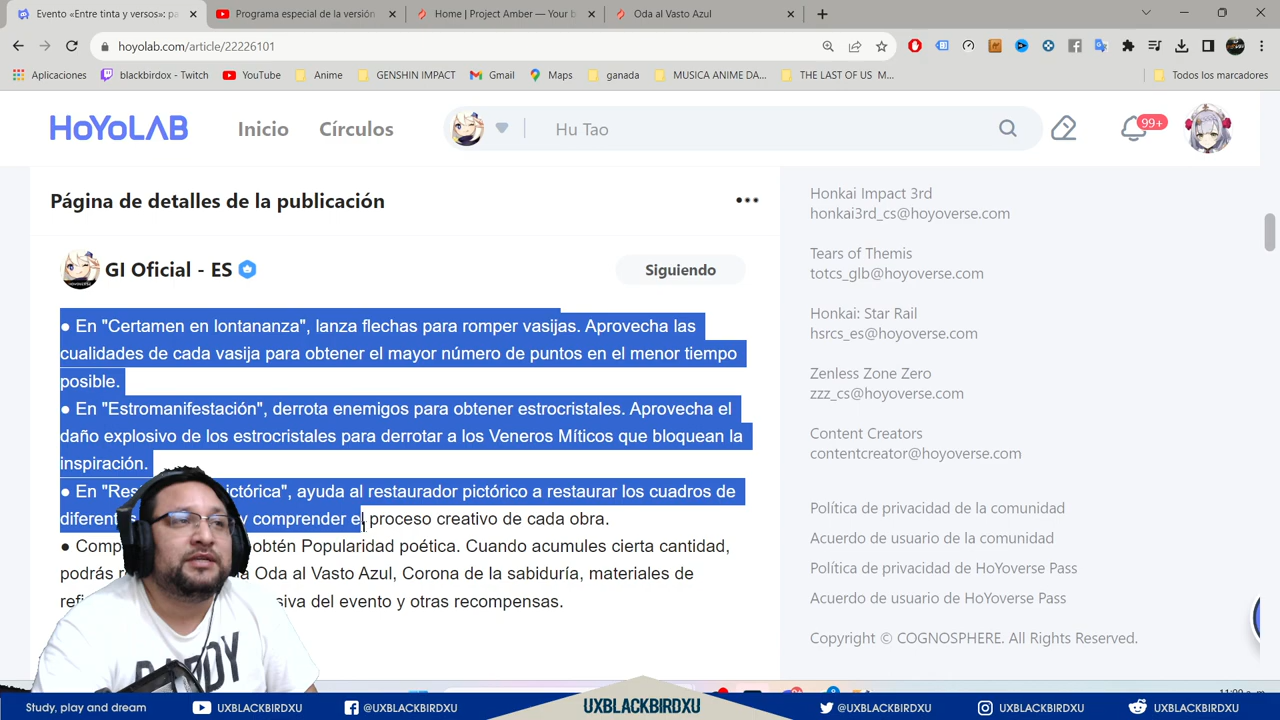 Evento «Entre tinta y versos»: pa
Programa especial de la versión
Home | Project Amber — Your b
Oda al Vasto Azul
hoyolab.com/article/22226101
Aplicaciones
blackbirdox - Twitch
YouTube
Anime
GENSHIN IMPACT
Gmail
Maps
ganada
MUSICA ANIME DA...
THE LAST OF US M...
Todos los marcadores
HoYoLAB
Inicio
Círculos
Hu Tao
99+
Página de detalles de la publicación
GI Oficial - ES
Siguiendo
● En "Certamen en lontananza", lanza flechas para romper vasijas. Aprovecha las
cualidades de cada vasija para obtener el mayor número de puntos en el menor tiempo
posible.
● En "Estromanifestación", derrota enemigos para obtener estrocristales. Aprovecha el
daño explosivo de los estrocristales para derrotar a los Veneros Míticos que bloquean la
inspiración.
● En "Res ictórica", ayuda al restaurador pictórico a restaurar los cuadros de
diferent y comprender el proceso creativo de cada obra.
● Comp obtén Popularidad poética. Cuando acumules cierta cantidad,
podrás r a Oda al Vasto Azul, Corona de la sabiduría, materiales de
refi siva del evento y otras recompensas.
Honkai Impact 3rd
honkai3rd_cs@hoyoverse.com
Tears of Themis
totcs_glb@hoyoverse.com
Honkai: Star Rail
hsrcs_es@hoyoverse.com
Zenless Zone Zero
zzz_cs@hoyoverse.com
Content Creators
contentcreator@hoyoverse.com
Política de privacidad de la comunidad
Acuerdo de usuario de la comunidad
Política de privacidad de HoYoverse Pass
Acuerdo de usuario de HoYoverse Pass
Copyright © COGNOSPHERE. All Rights Reserved.
Study, play and dream
UXBLACKBIRDXU
@UXBLACKBIRDXU
UXBLACKBIRDXU
@UXBLACKBIRDXU
UXBLACKBIRDXU
UXBLACKBIRDXU